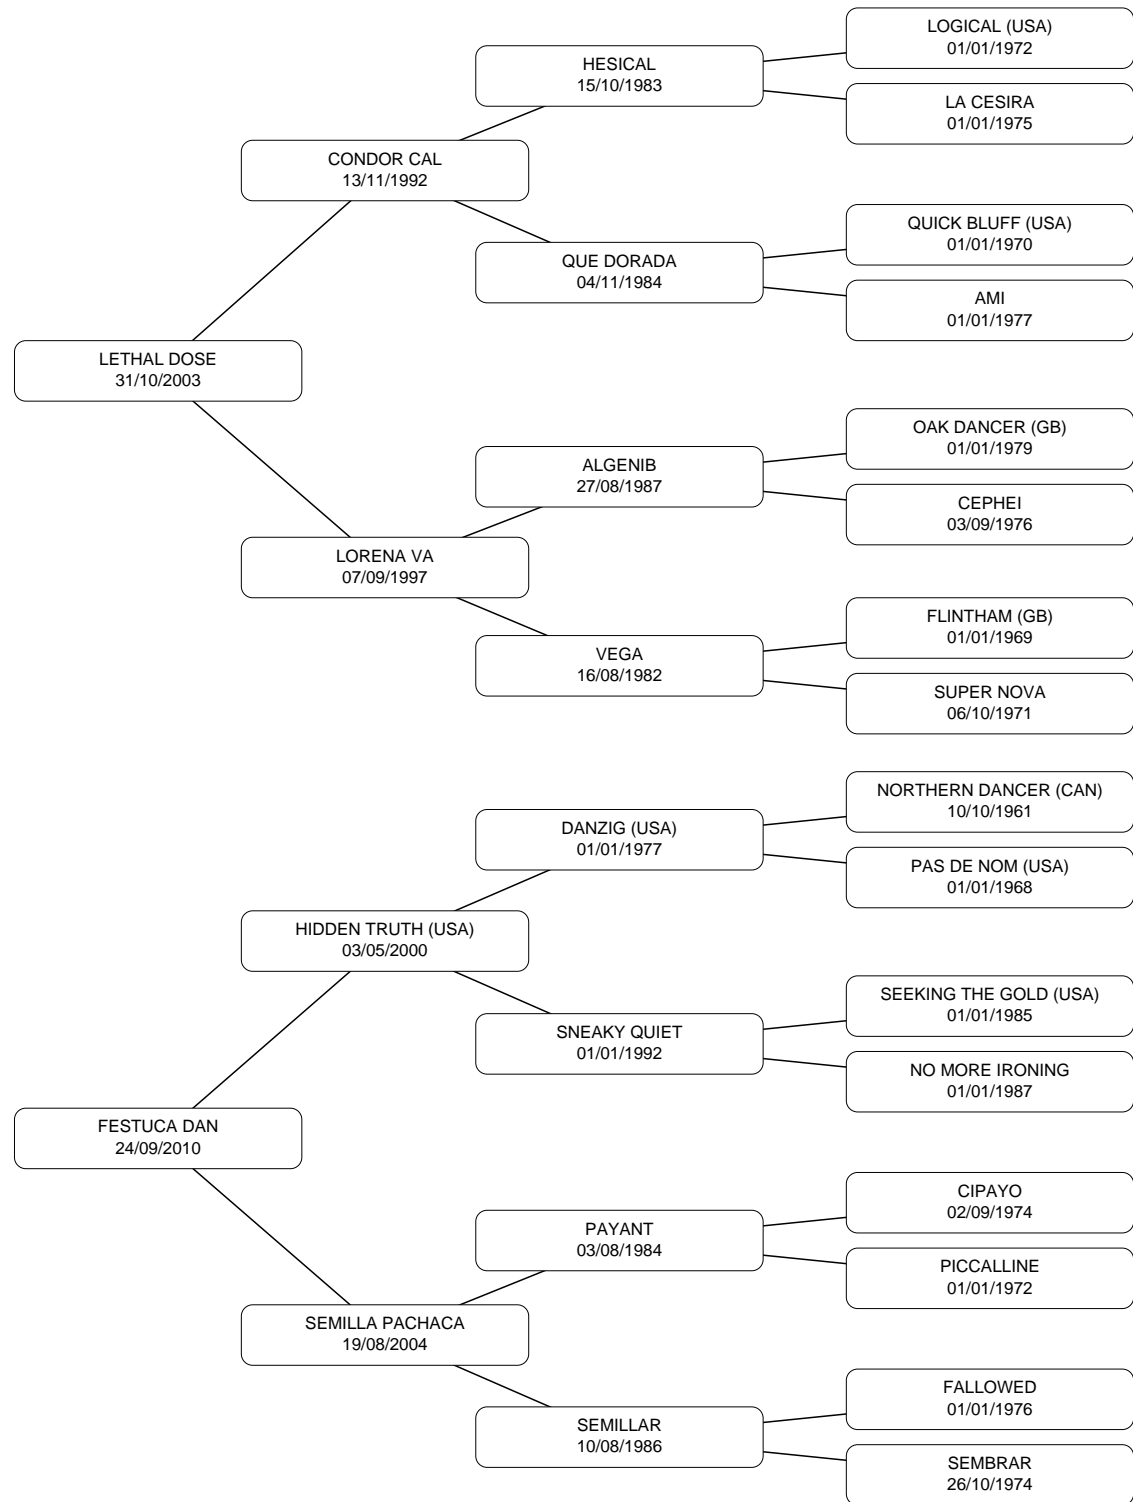 LOGICAL (USA)
01/01/1972
HESICAL
15/10/1983
LA CESIRA
01/01/1975
CONDOR CAL
13/11/1992
QUICK BLUFF (USA)
01/01/1970
QUE DORADA
04/11/1984
AMI
01/01/1977
LETHAL DOSE
31/10/2003
OAK DANCER (GB)
01/01/1979
ALGENIB
27/08/1987
CEPHEI
03/09/1976
LORENA VA
07/09/1997
FLINTHAM (GB)
01/01/1969
VEGA
16/08/1982
SUPER NOVA
06/10/1971
NORTHERN DANCER (CAN)
10/10/1961
DANZIG (USA)
01/01/1977
PAS DE NOM (USA)
01/01/1968
HIDDEN TRUTH (USA)
03/05/2000
SEEKING THE GOLD (USA)
01/01/1985
SNEAKY QUIET
01/01/1992
NO MORE IRONING
01/01/1987
FESTUCA DAN
24/09/2010
CIPAYO
02/09/1974
PAYANT
03/08/1984
PICCALLINE
01/01/1972
SEMILLA PACHACA
19/08/2004
FALLOWED
01/01/1976
SEMILLAR
10/08/1986
SEMBRAR
26/10/1974